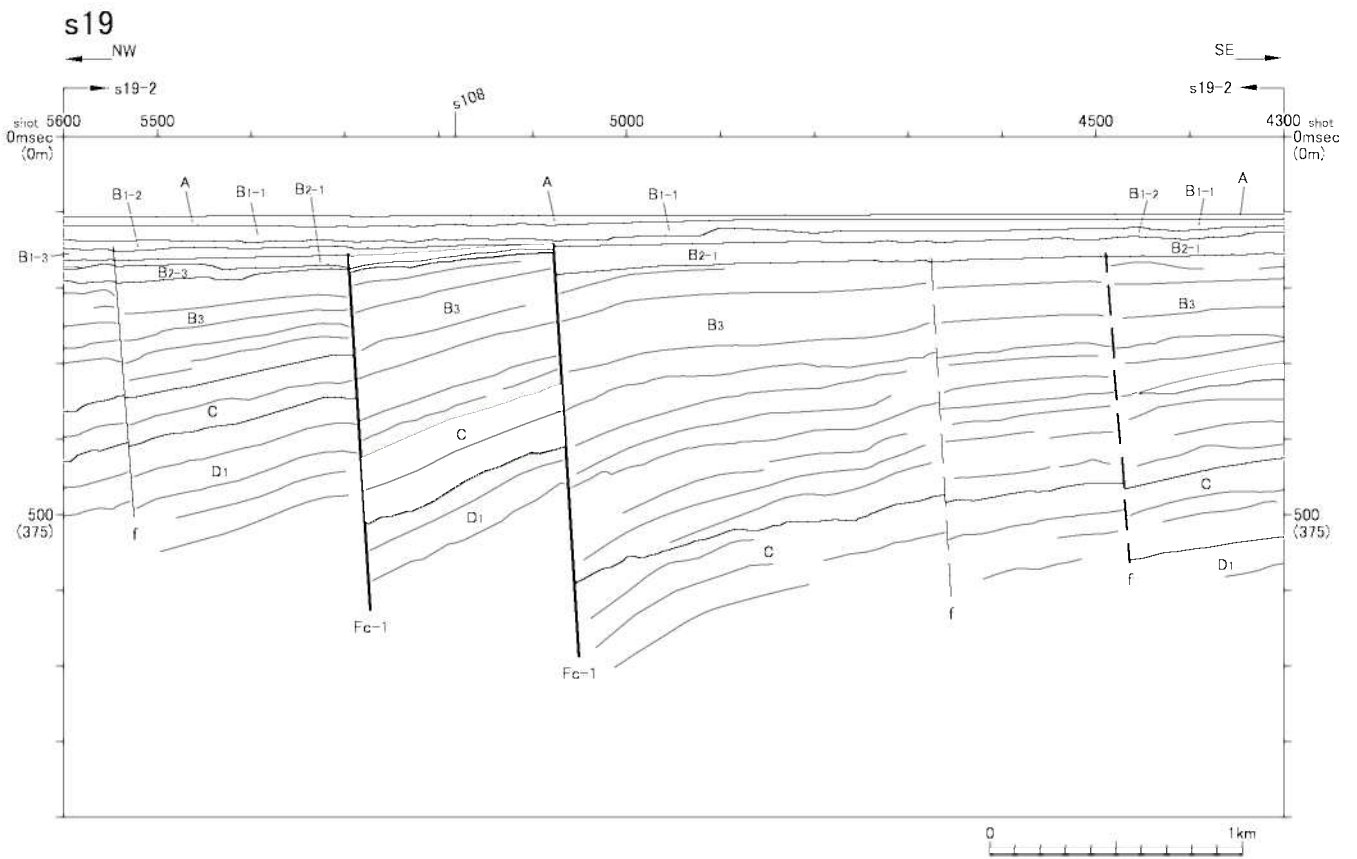 s19
NW SE
s19-2 s108 s19-2
shot 5600 5500 5000 4500 4300 shot
0msec 0msec
(0m) (0m)
B1-2 A B1-1 B2-1 A B1-1 B1-2 B1-1 A
B1-3 B2-3 B2-1 B2-1
B3 B3 B3 B3
C C C C
D1 D1 D1
500 500
(375) (375)
f Fc-1 Fc-1 f f
0 1km